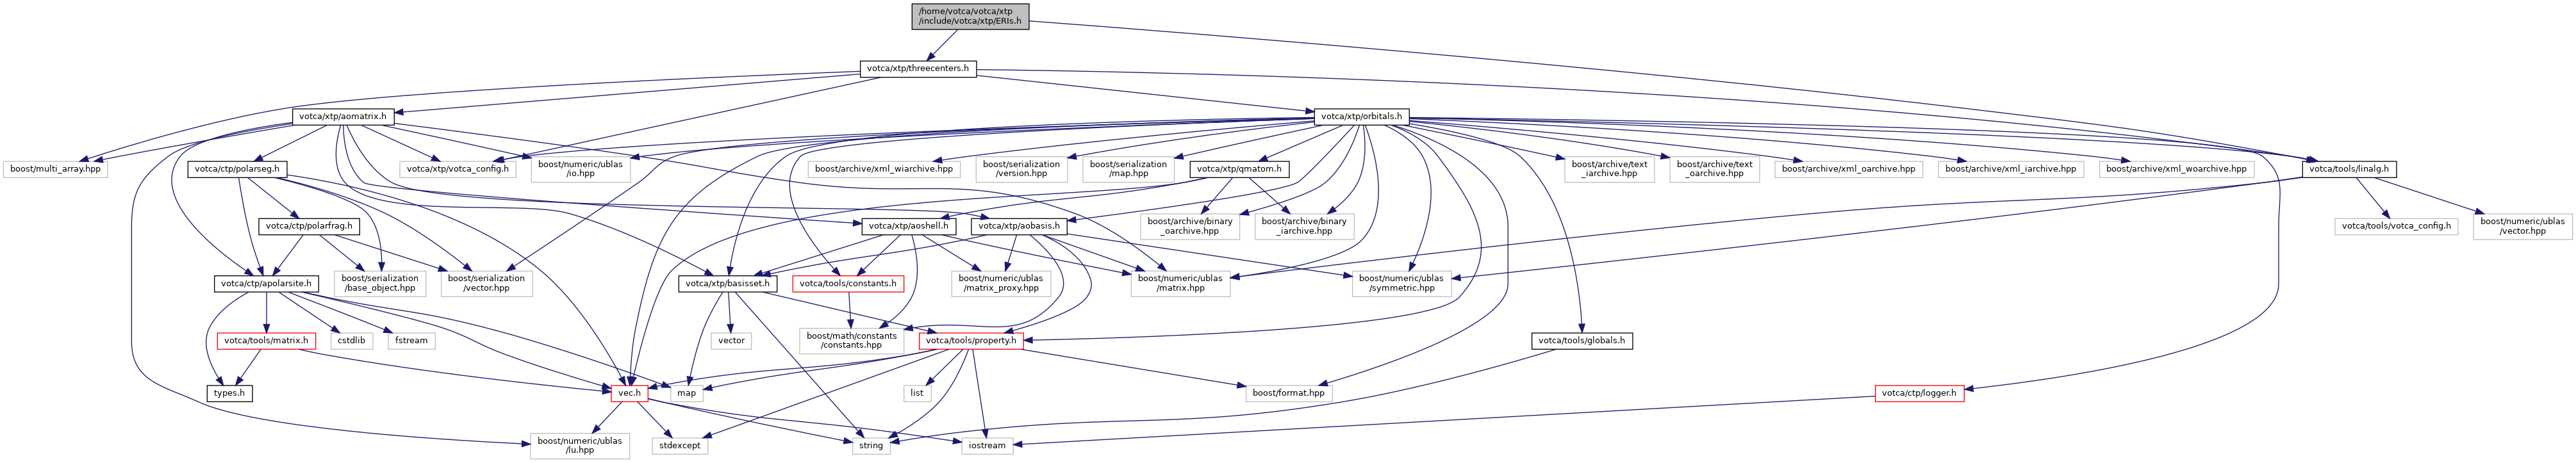 /home/votca/votca/xtp
/include/votca/xtp/ERIs.h
votca/xtp/threecenters.h
votca/xtp/aomatrix.h
votca/xtp/orbitals.h
boost/multi_array.hpp
votca/ctp/polarseg.h
votca/xtp/votca_config.h
boost/numeric/ublas
/io.hpp
boost/archive/xml_wiarchive.hpp
boost/serialization
/version.hpp
boost/serialization
/map.hpp
votca/xtp/qmatom.h
boost/archive/text
_iarchive.hpp
boost/archive/text
_oarchive.hpp
boost/archive/xml_oarchive.hpp
boost/archive/xml_iarchive.hpp
boost/archive/xml_woarchive.hpp
votca/tools/linalg.h
votca/ctp/polarfrag.h
votca/xtp/aoshell.h
votca/xtp/aobasis.h
boost/archive/binary
_oarchive.hpp
boost/archive/binary
_iarchive.hpp
votca/tools/votca_config.h
boost/numeric/ublas
/vector.hpp
votca/ctp/apolarsite.h
boost/serialization
/base_object.hpp
boost/serialization
/vector.hpp
votca/xtp/basisset.h
votca/tools/constants.h
boost/numeric/ublas
/matrix_proxy.hpp
boost/numeric/ublas
/matrix.hpp
boost/numeric/ublas
/symmetric.hpp
votca/tools/matrix.h
cstdlib
fstream
vector
boost/math/constants
/constants.hpp
votca/tools/property.h
votca/tools/globals.h
types.h
vec.h
map
list
boost/format.hpp
votca/ctp/logger.h
boost/numeric/ublas
/lu.hpp
stdexcept
string
iostream